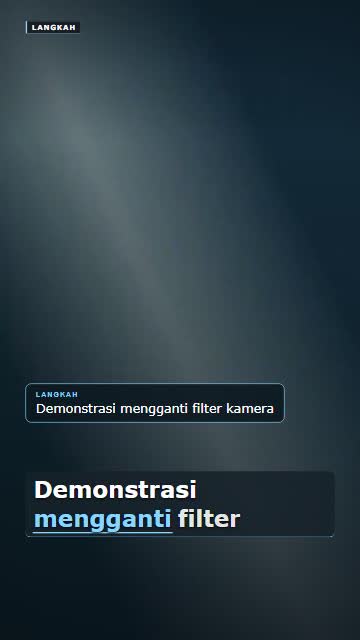 LANGKAH
LANGKAH
Demonstrasi mengganti filter kamera
Demonstrasi
mengganti filter